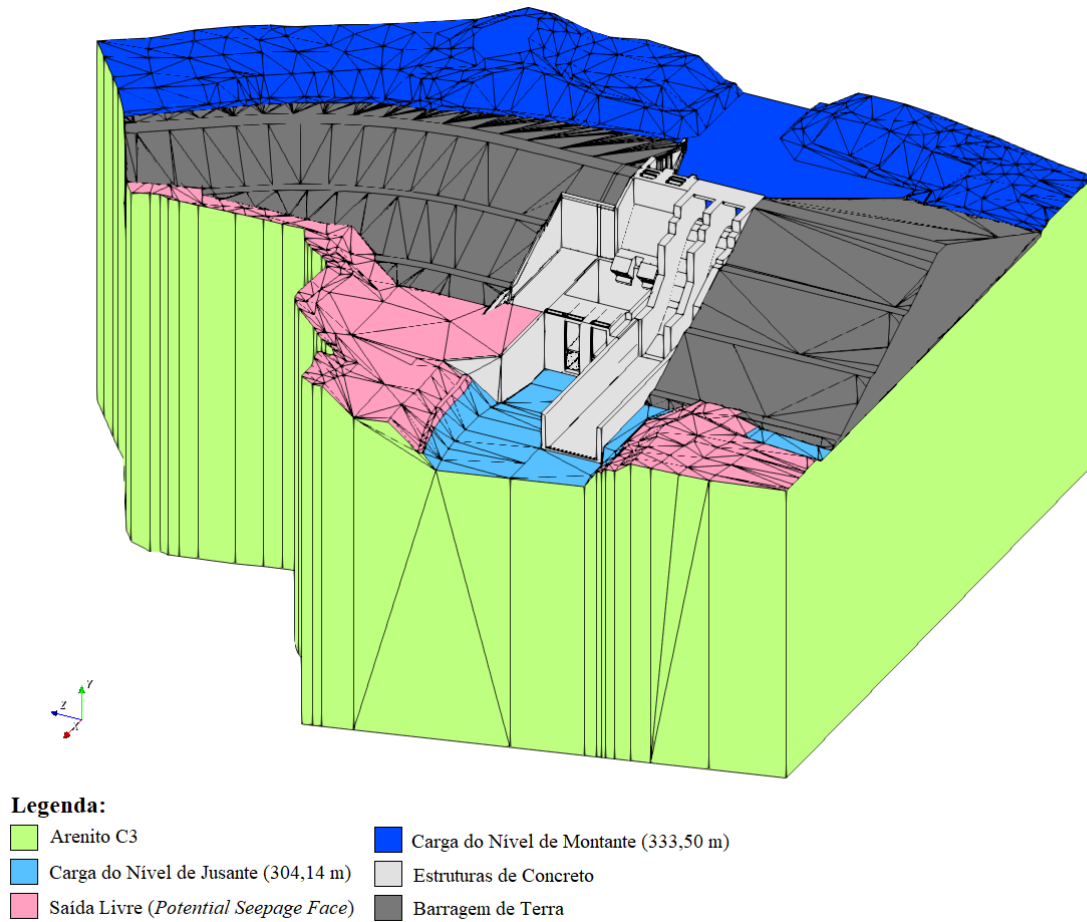 Y
Z
X
Legenda:
Arenito C3
Carga do Nível de Montante (333,50 m)
Carga do Nível de Jusante (304,14 m)
Estruturas de Concreto
Saída Livre (Potential Seepage Face)
Barragem de Terra